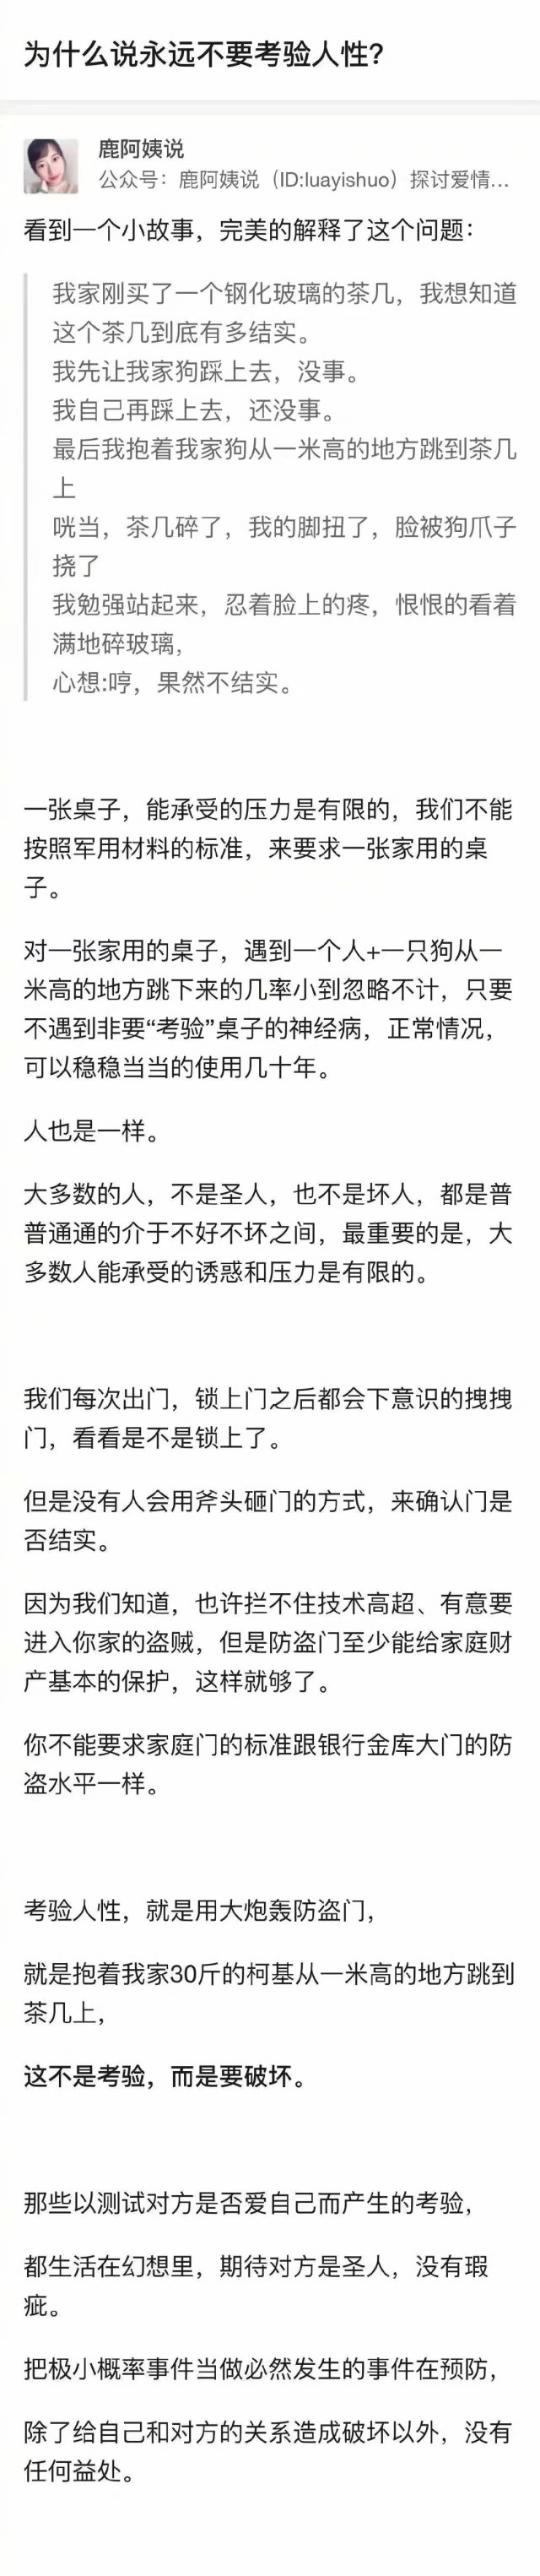 为什么说永远不要考验人性？
鹿阿姨说
公众号：鹿阿姨说（ID:luayishuo）探讨爱情...
看到一个小故事，完美的解释了这个问题：
我家刚买了一个钢化玻璃的茶几，我想知道
这个茶几到底有多结实。
我先让我家狗踩上去，没事。
我自己再踩上去，还没事。
最后我抱着我家狗从一米高的地方跳到茶几
上
咣当，茶几碎了，我的脚扭了，脸被狗爪子
挠了
我勉强站起来，忍着脸上的疼，恨恨的看着
满地碎玻璃，
心想:哼，果然不结实。
一张桌子，能承受的压力是有限的，我们不能
按照军用材料的标准，来要求一张家用的桌
子。
对一张家用的桌子，遇到一个人+一只狗从一
米高的地方跳下来的几率小到忽略不计，只要
不遇到非要“考验”桌子的神经病，正常情况，
可以稳稳当当的使用几十年。
人也是一样。
大多数的人，不是圣人，也不是坏人，都是普
普通通的介于不好不坏之间，最重要的是，大
多数人能承受的诱惑和压力是有限的。
我们每次出门，锁上门之后都会下意识的拽拽
门，看看是不是锁上了。
但是没有人会用斧头砸门的方式，来确认门是
否结实。
因为我们知道，也许拦不住技术高超、有意要
进入你家的盗贼，但是防盗门至少能给家庭财
产基本的保护，这样就够了。
你不能要求家庭门的标准跟银行金库大门的防
盗水平一样。
考验人性，就是用大炮轰防盗门，
就是抱着我家30斤的柯基从一米高的地方跳到
茶几上，
这不是考验，而是要破坏。
那些以测试对方是否爱自己而产生的考验，
都生活在幻想里，期待对方是圣人，没有瑕
疵。
把极小概率事件当做必然发生的事件在预防，
除了给自己和对方的关系造成破坏以外，没有
任何益处。